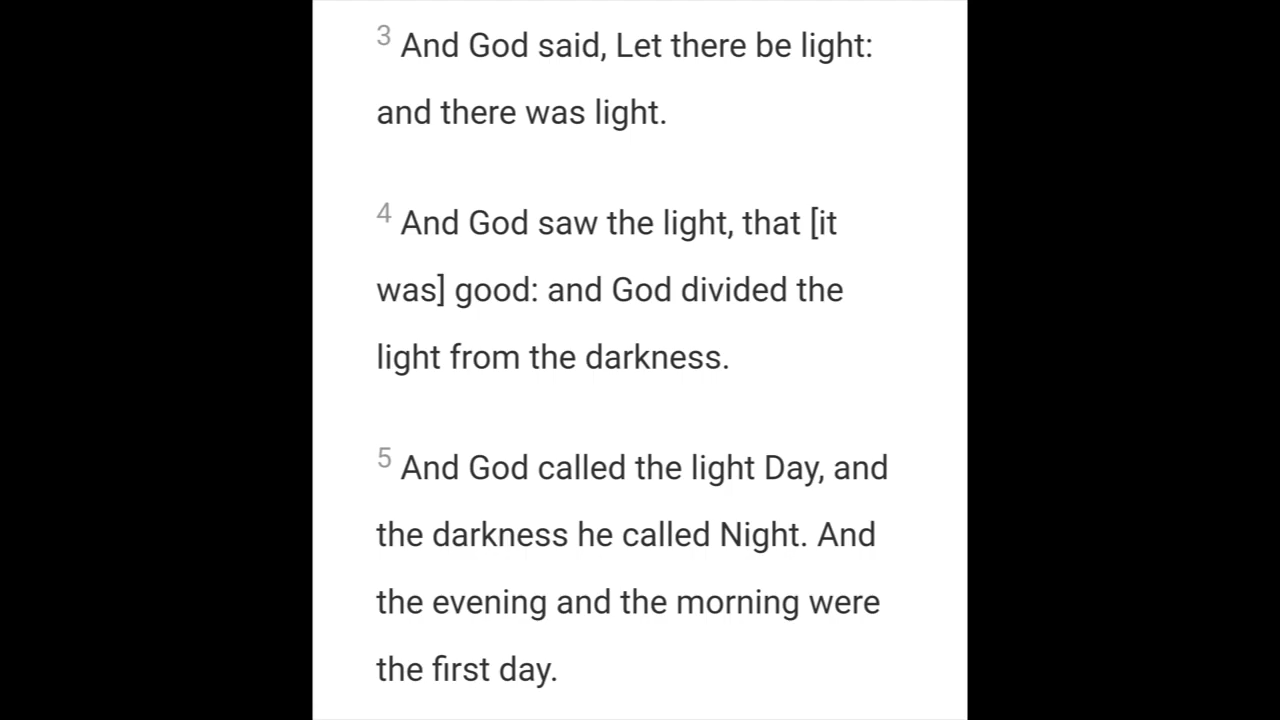 3 And God said, Let there be light:
and there was light.
4 And God saw the light, that [it
was] good: and God divided the
light from the darkness.
5 And God called the light Day, and
the darkness he called Night. And
the evening and the morning were
the first day.